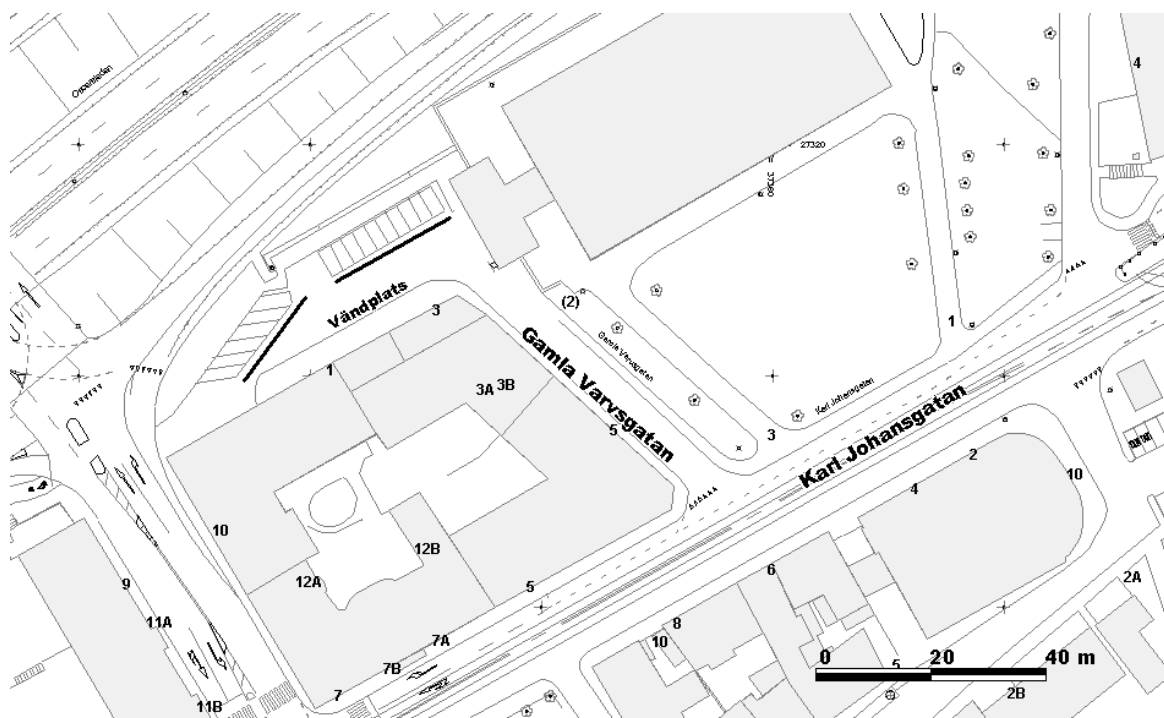 Oscarsleden
4
27320
37360
Vändplats
3
(2)
1
Gamla Varvsgatan
Gamla Varvsgatan
1
3A 3B
5
Karl Johansgatan
3
Karl Johansgatan
2
4
10
10
12B
12A
9
5
6
2A
11A
8
7A
10
7B
5
0 20 40 m
7
11B
2B